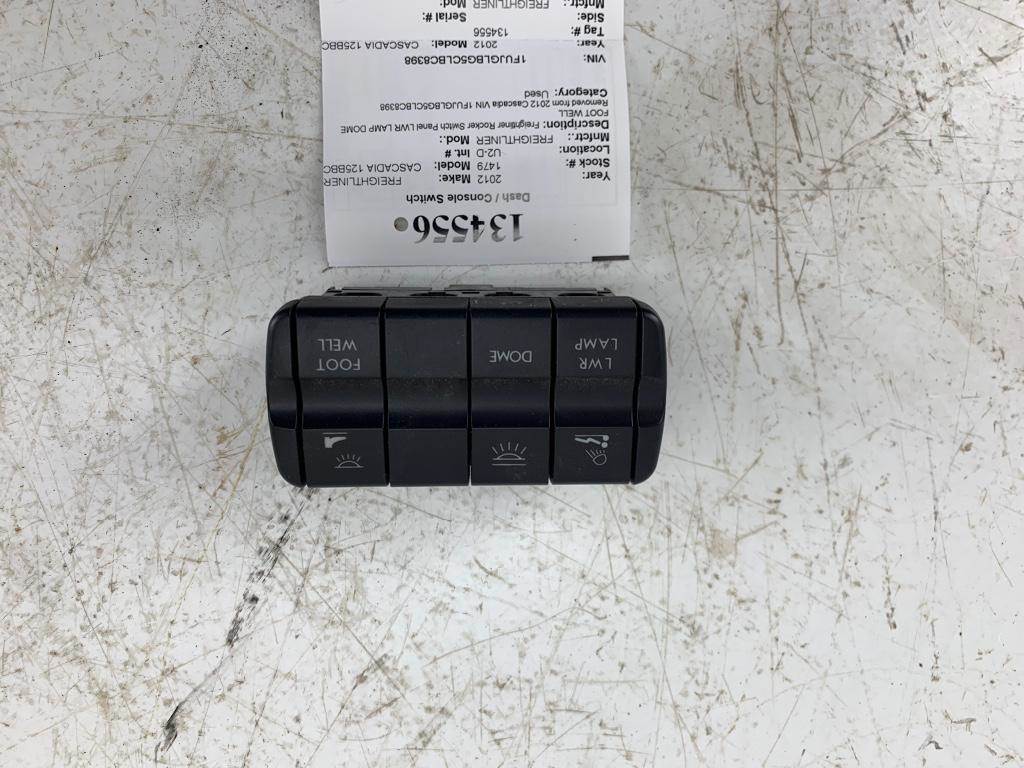 134556
Dash / Console Switch
Year: 2012 Make: FREIGHTLINER
Stock #: 1479 Model: CASCADIA 125BBC
Location: U2-D Int. #
Mnfctr.: FREIGHTLINER Mod.:
Description: Freightliner Rocker Switch Panel LWR LAMP DOME
FOOT WELL
Removed from 2012 Cascadia VIN 1FUJGLBG5CLBC8398
Category: Used
VIN: 1FUJGLBG5CLBC8398
Year: 2012 Model: CASCADIA 125BBC
Tag #: 134556
Side: Serial #:
Mnfctr.: FREIGHTLINER Mod.:
LWR
LAMP
DOME
FOOT
WELL